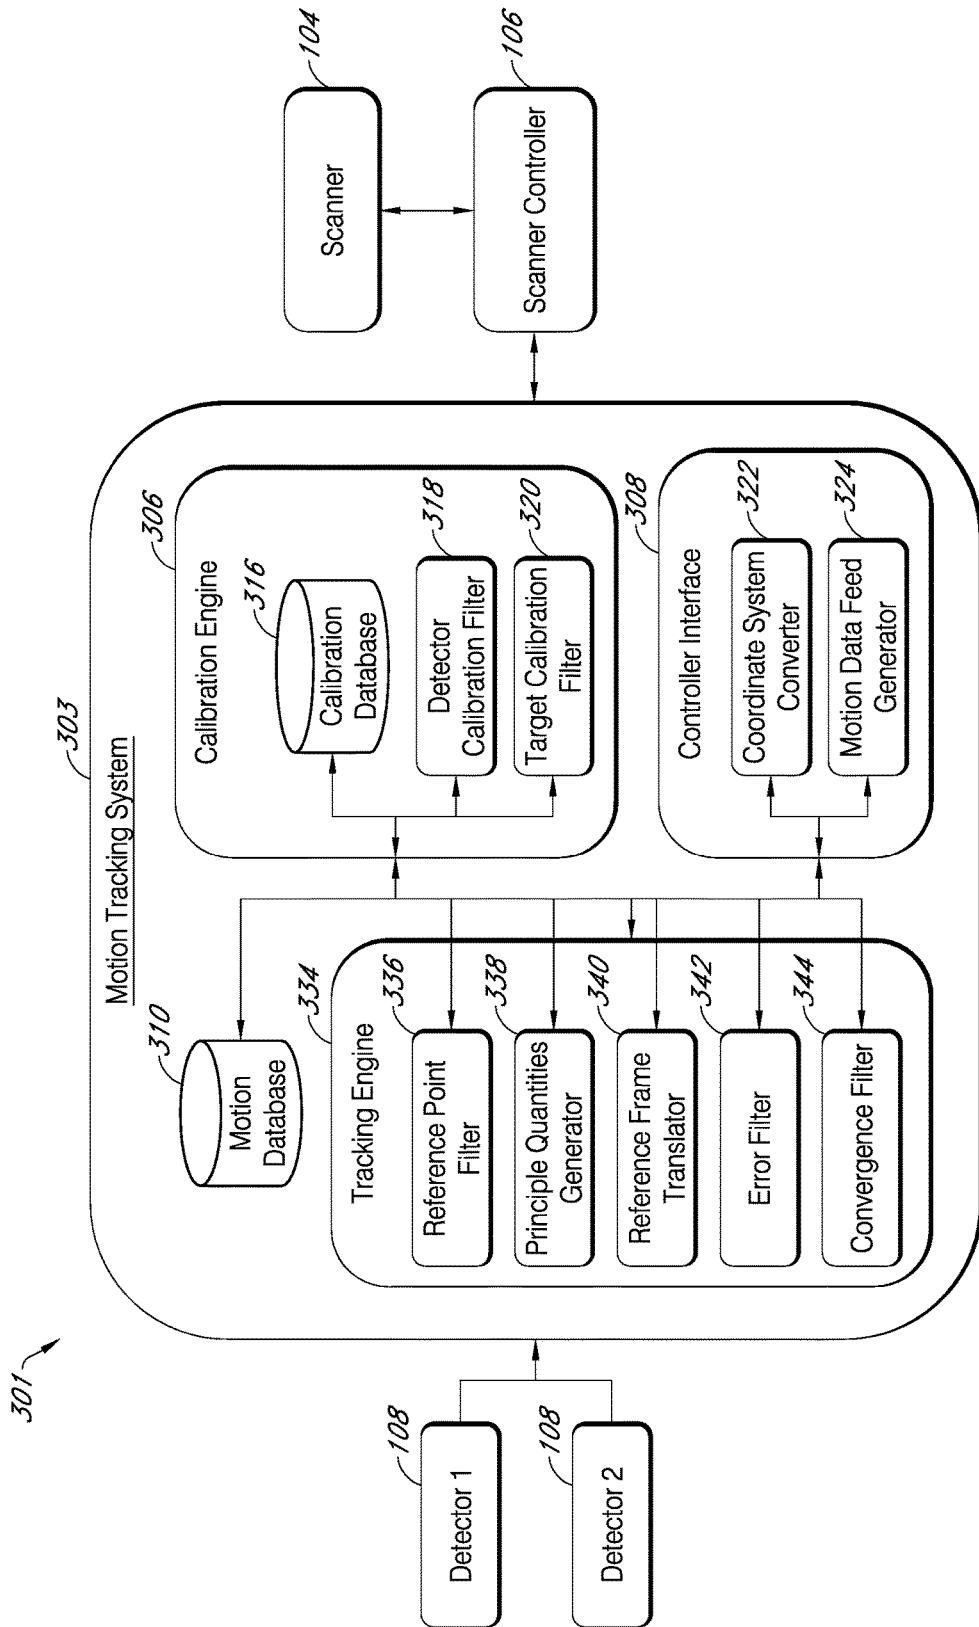 301
303
Motion Tracking System
Detector 1
108
Detector 2
108
310
Motion
Database
334
Tracking Engine
336
Reference Point
Filter
338
Principle Quantities
Generator
340
Reference Frame
Translator
342
Error Filter
344
Convergence Filter
306
Calibration Engine
316
Calibration
Database
318
Detector
Calibration Filter
320
Target Calibration
Filter
308
Controller Interface
322
Coordinate System
Converter
324
Motion Data Feed
Generator
104
Scanner
106
Scanner Controller